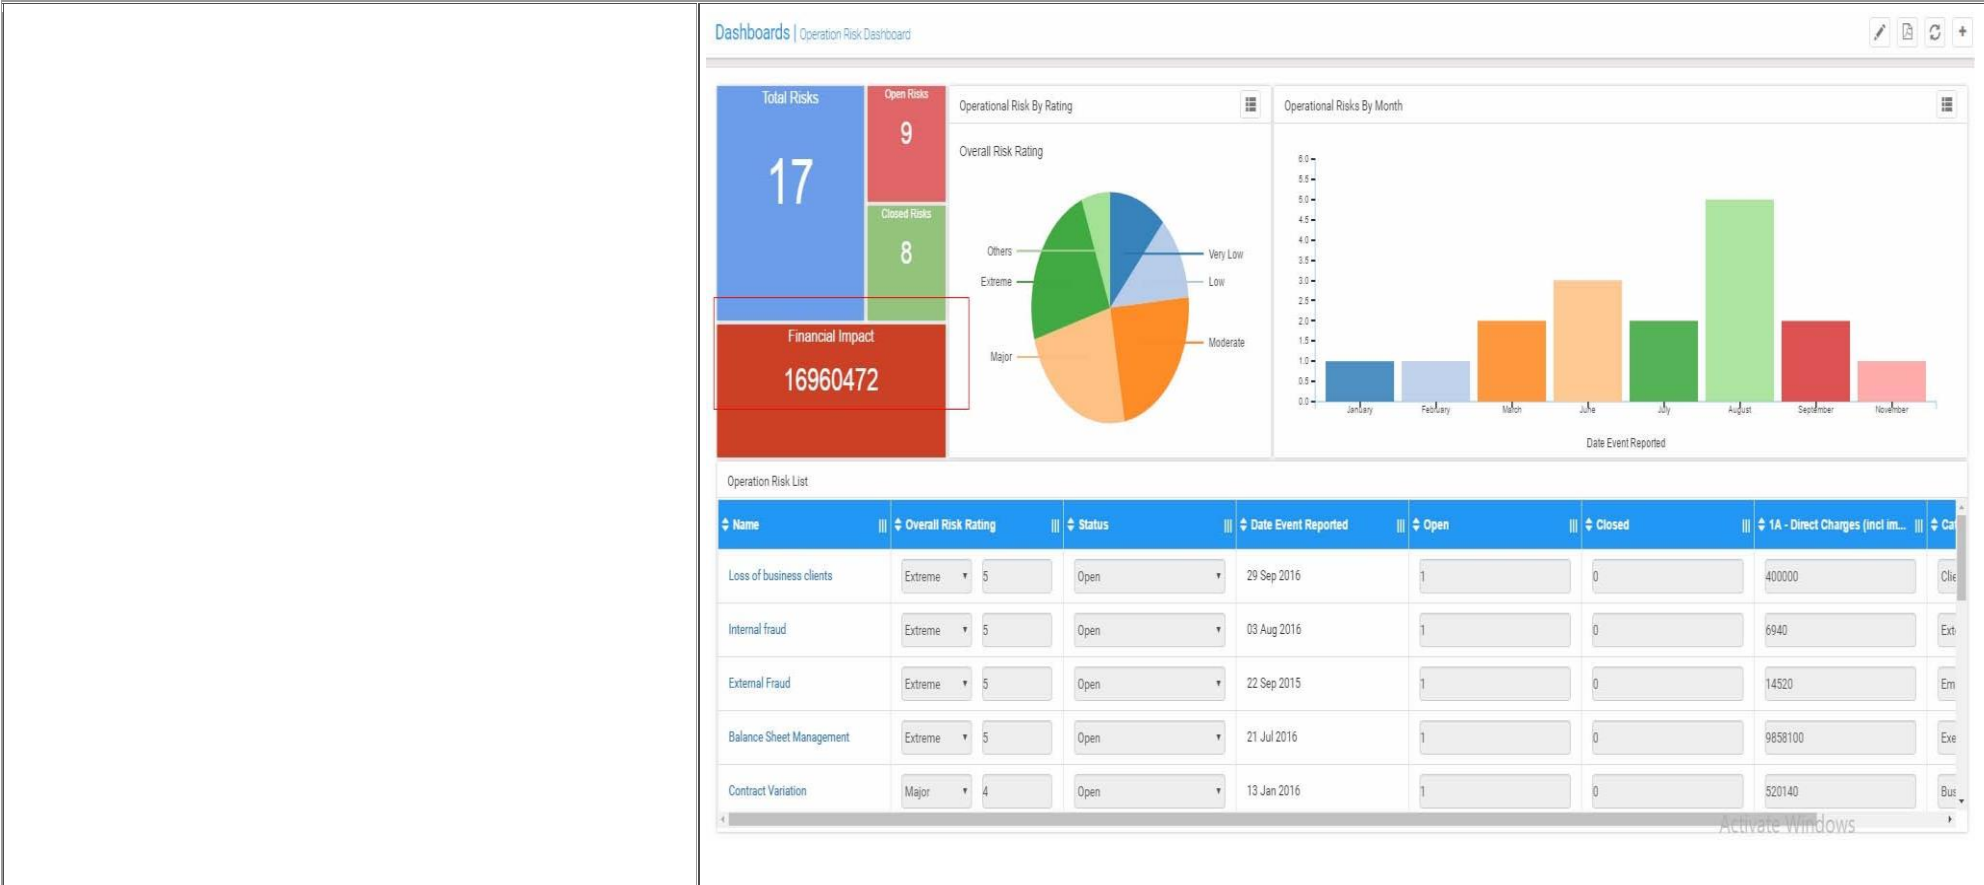 Dashboards | Operation Risk Dashboard
Total Risks
17
Open Risks
9
Closed Risks
8
Financial Impact
16960472
Operational Risk By Rating
Overall Risk Rating
Others
Extreme
Major
Very Low
Low
Moderate
Operational Risks By Month
6.0
5.5
5.0
4.5
4.0
3.5
3.0
2.5
2.0
1.5
1.0
0.5
0.0
January February March June July August September November
Date Event Reported
Operation Risk List
Name Overall Risk Rating Status Date Event Reported Open Closed 1A - Direct Charges (incl im... Cat
Loss of business clients Extreme 5 Open 29 Sep 2016 1 0 400000 Clie
Internal fraud Extreme 5 Open 03 Aug 2016 1 0 6940 Ext
External Fraud Extreme 5 Open 22 Sep 2015 1 0 14520 Em
Balance Sheet Management Extreme 5 Open 21 Jul 2016 1 0 9858100 Exe
Contract Variation Major 4 Open 13 Jan 2016 1 0 520140 Bus
Activate Windows